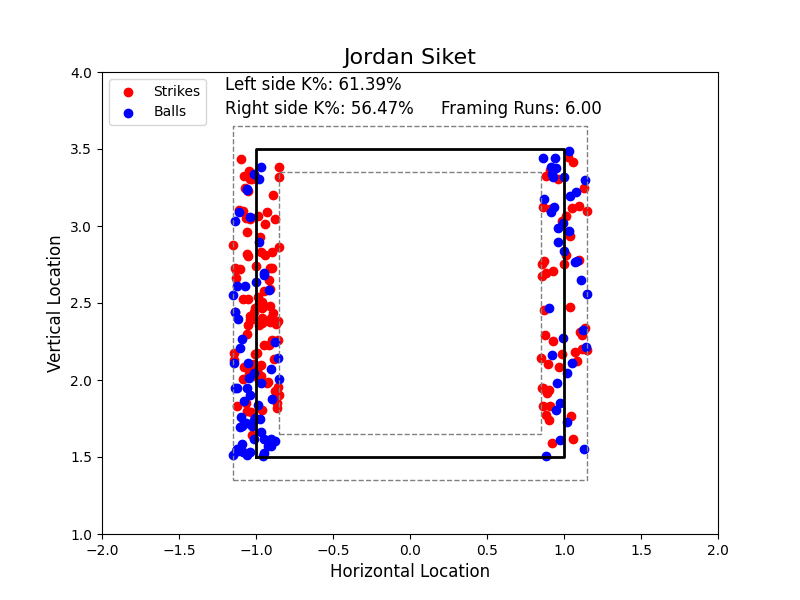 Jordan Siket
Strikes
Balls
Left side K%: 61.39%
Right side K%: 56.47%
Framing Runs: 6.00
Vertical Location
4.0
3.5
3.0
2.5
2.0
1.5
1.0
−2.0 −1.5 −1.0 −0.5 0.0 0.5 1.0 1.5 2.0
Horizontal Location